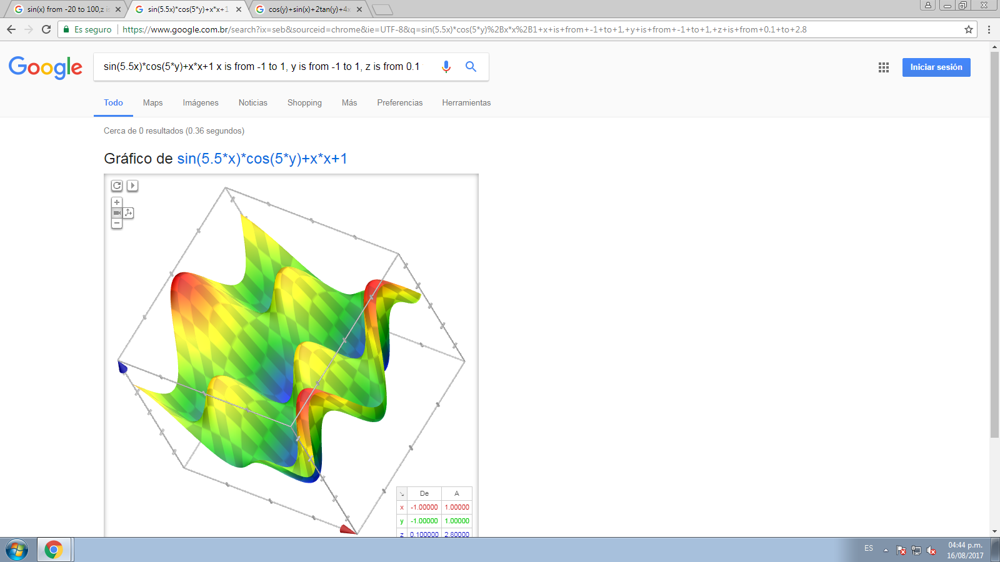 sin(x) from -20 to 100,z is
sin(5.5x)*cos(5*y)+x*x+1
cos(y)+sin(x)+2tan(y)+4x
Es seguro
https://www.google.com.br/search?ix=seb&sourceid=chrome&ie=UTF-8&q=sin(5.5x)*cos(5*y)%2Bx*x%2B1+x+is+from+-1+to+1,+y+is+from+-1+to+1,+z+is+from+0.1+to+2.8
Google
sin(5.5x)*cos(5*y)+x*x+1 x is from -1 to 1, y is from -1 to 1, z is from 0.1
Iniciar sesión
Todo Maps Imágenes Noticias Shopping Más Preferencias Herramientas
Cerca de 0 resultados (0.36 segundos)
Gráfico de sin(5.5*x)*cos(5*y)+x*x+1
De A
x -1.00000 1.00000
y -1.00000 1.00000
z 0.100000 2.80000
ES
04:44 p.m.
16/08/2017